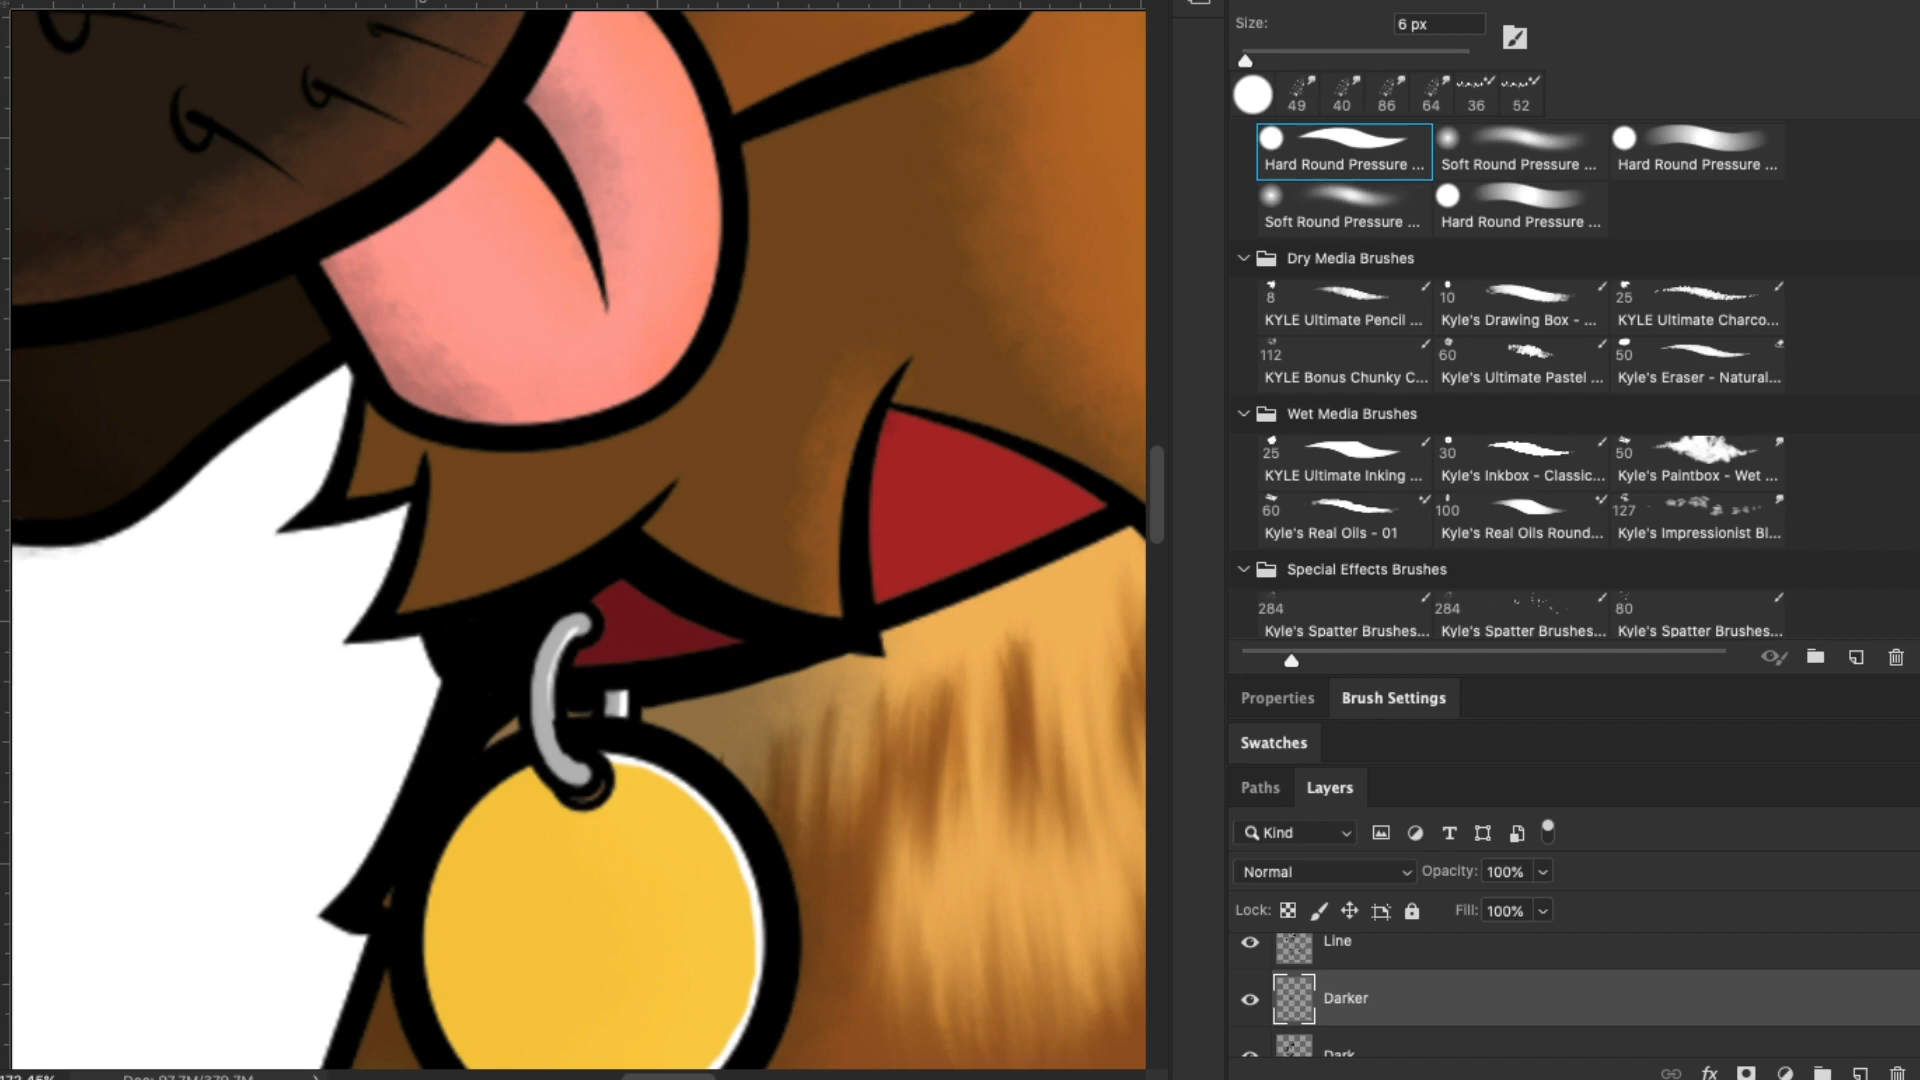 Size:
6 px
49 40 86 64 36 52
Hard Round Pressure ... Soft Round Pressure ... Hard Round Pressure ...
Soft Round Pressure ... Hard Round Pressure ...
Dry Media Brushes
8 10 25
KYLE Ultimate Pencil ... Kyle's Drawing Box - ... KYLE Ultimate Charco...
112 60 50
KYLE Bonus Chunky C... Kyle's Ultimate Pastel ... Kyle's Eraser - Natural...
Wet Media Brushes
25 30 50
KYLE Ultimate Inking ... Kyle's Inkbox - Classic... Kyle's Paintbox - Wet ...
60 100 127
Kyle's Real Oils - 01 Kyle's Real Oils Round... Kyle's Impressionist Bl...
Special Effects Brushes
284 284 80
Kyle's Spatter Brushes... Kyle's Spatter Brushes... Kyle's Spatter Brushes...
Properties Brush Settings
Swatches
Paths Layers
Kind
Normal Opacity: 100%
Lock: Fill: 100%
Line
Darker
Dark
fx